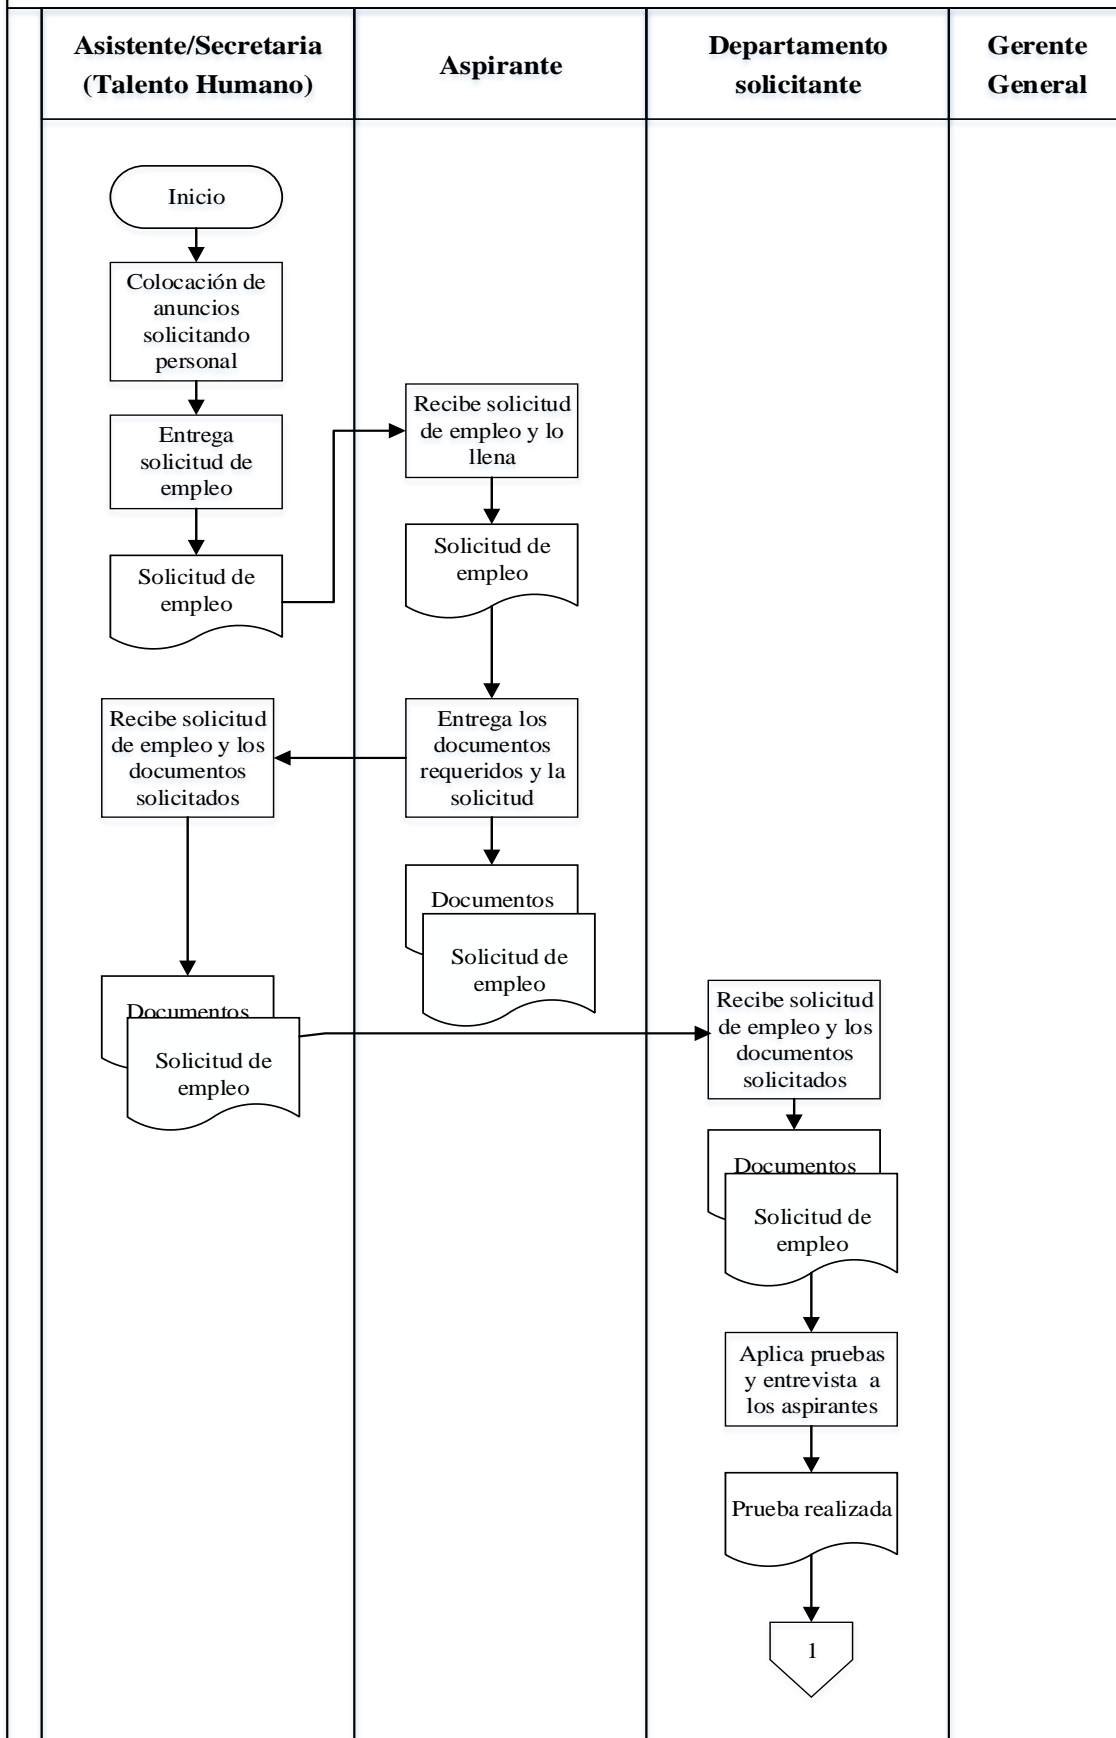 Asistente/Secretaria
(Talento Humano)
Aspirante
Departamento
solicitante
Gerente
General
Inicio
Colocación de
anuncios
solicitando
personal
Entrega
solicitud de
empleo
Solicitud de
empleo
Recibe solicitud
de empleo y lo
llena
Solicitud de
empleo
Entrega los
documentos
requeridos y la
solicitud
Recibe solicitud
de empleo y los
documentos
solicitados
Documentos
Solicitud de
empleo
Documentos
Solicitud de
empleo
Recibe solicitud
de empleo y los
documentos
solicitados
Documentos
Solicitud de
empleo
Aplica pruebas
y entrevista a
los aspirantes
Prueba realizada
1